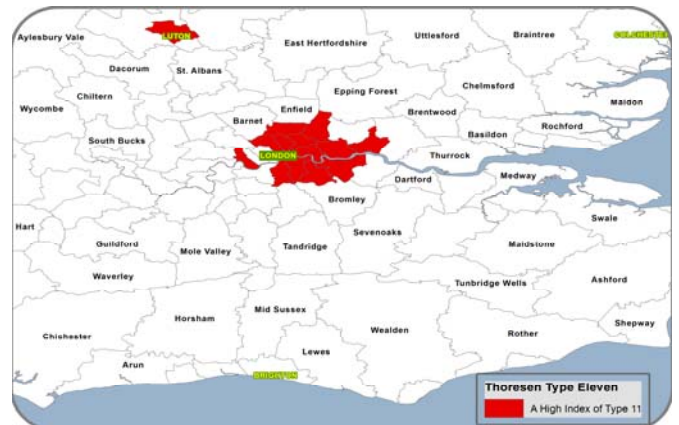 Aylesbury Vale
LUTON
East Hertfordshire
Uttlesford
Braintree
COLCHESTER
Dacorum
St. Albans
Chiltern
Wycombe
Epping Forest
Chelmsford
Maldon
Enfield
Barnet
Brentwood
Rochford
Basildon
South Bucks
LONDON
Thurrock
Dartford
Medway
Bromley
Swale
Hart
Guildford
Mole Valley
Tandridge
Sevenoaks
Maidstone
Waverley
Tunbridge Wells
Ashford
Mid Sussex
Horsham
Wealden
Rother
Shepway
Chichester
Arun
Lewes
BRIGHTON
Thoresen Type Eleven
A High Index of Type 11